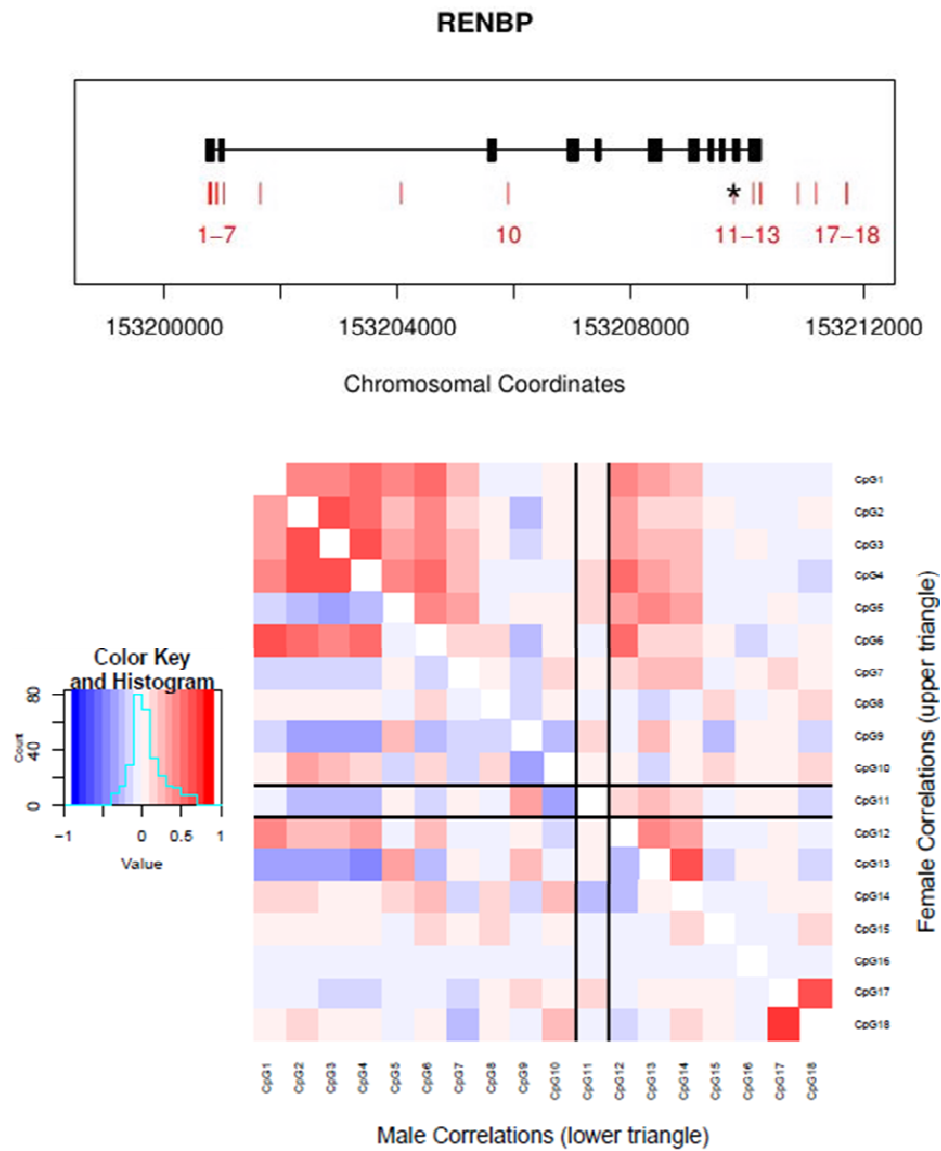 RENBP
*
1–7
10
11–13
17–18
153200000
153204000
153208000
153212000
Chromosomal Coordinates
CpG1
CpG2
CpG3
CpG4
CpG5
CpG6
CpG7
CpG8
CpG9
CpG10
CpG11
CpG12
CpG13
CpG14
CpG15
CpG16
CpG17
CpG18
Female Correlations (upper triangle)
Color Key
and Histogram
Count
0
40
80
−1
0
0.5
1
Value
CpG1
CpG2
CpG3
CpG4
CpG5
CpG6
CpG7
CpG8
CpG9
CpG10
CpG11
CpG12
CpG13
CpG14
CpG15
CpG16
CpG17
CpG18
Male Correlations (lower triangle)